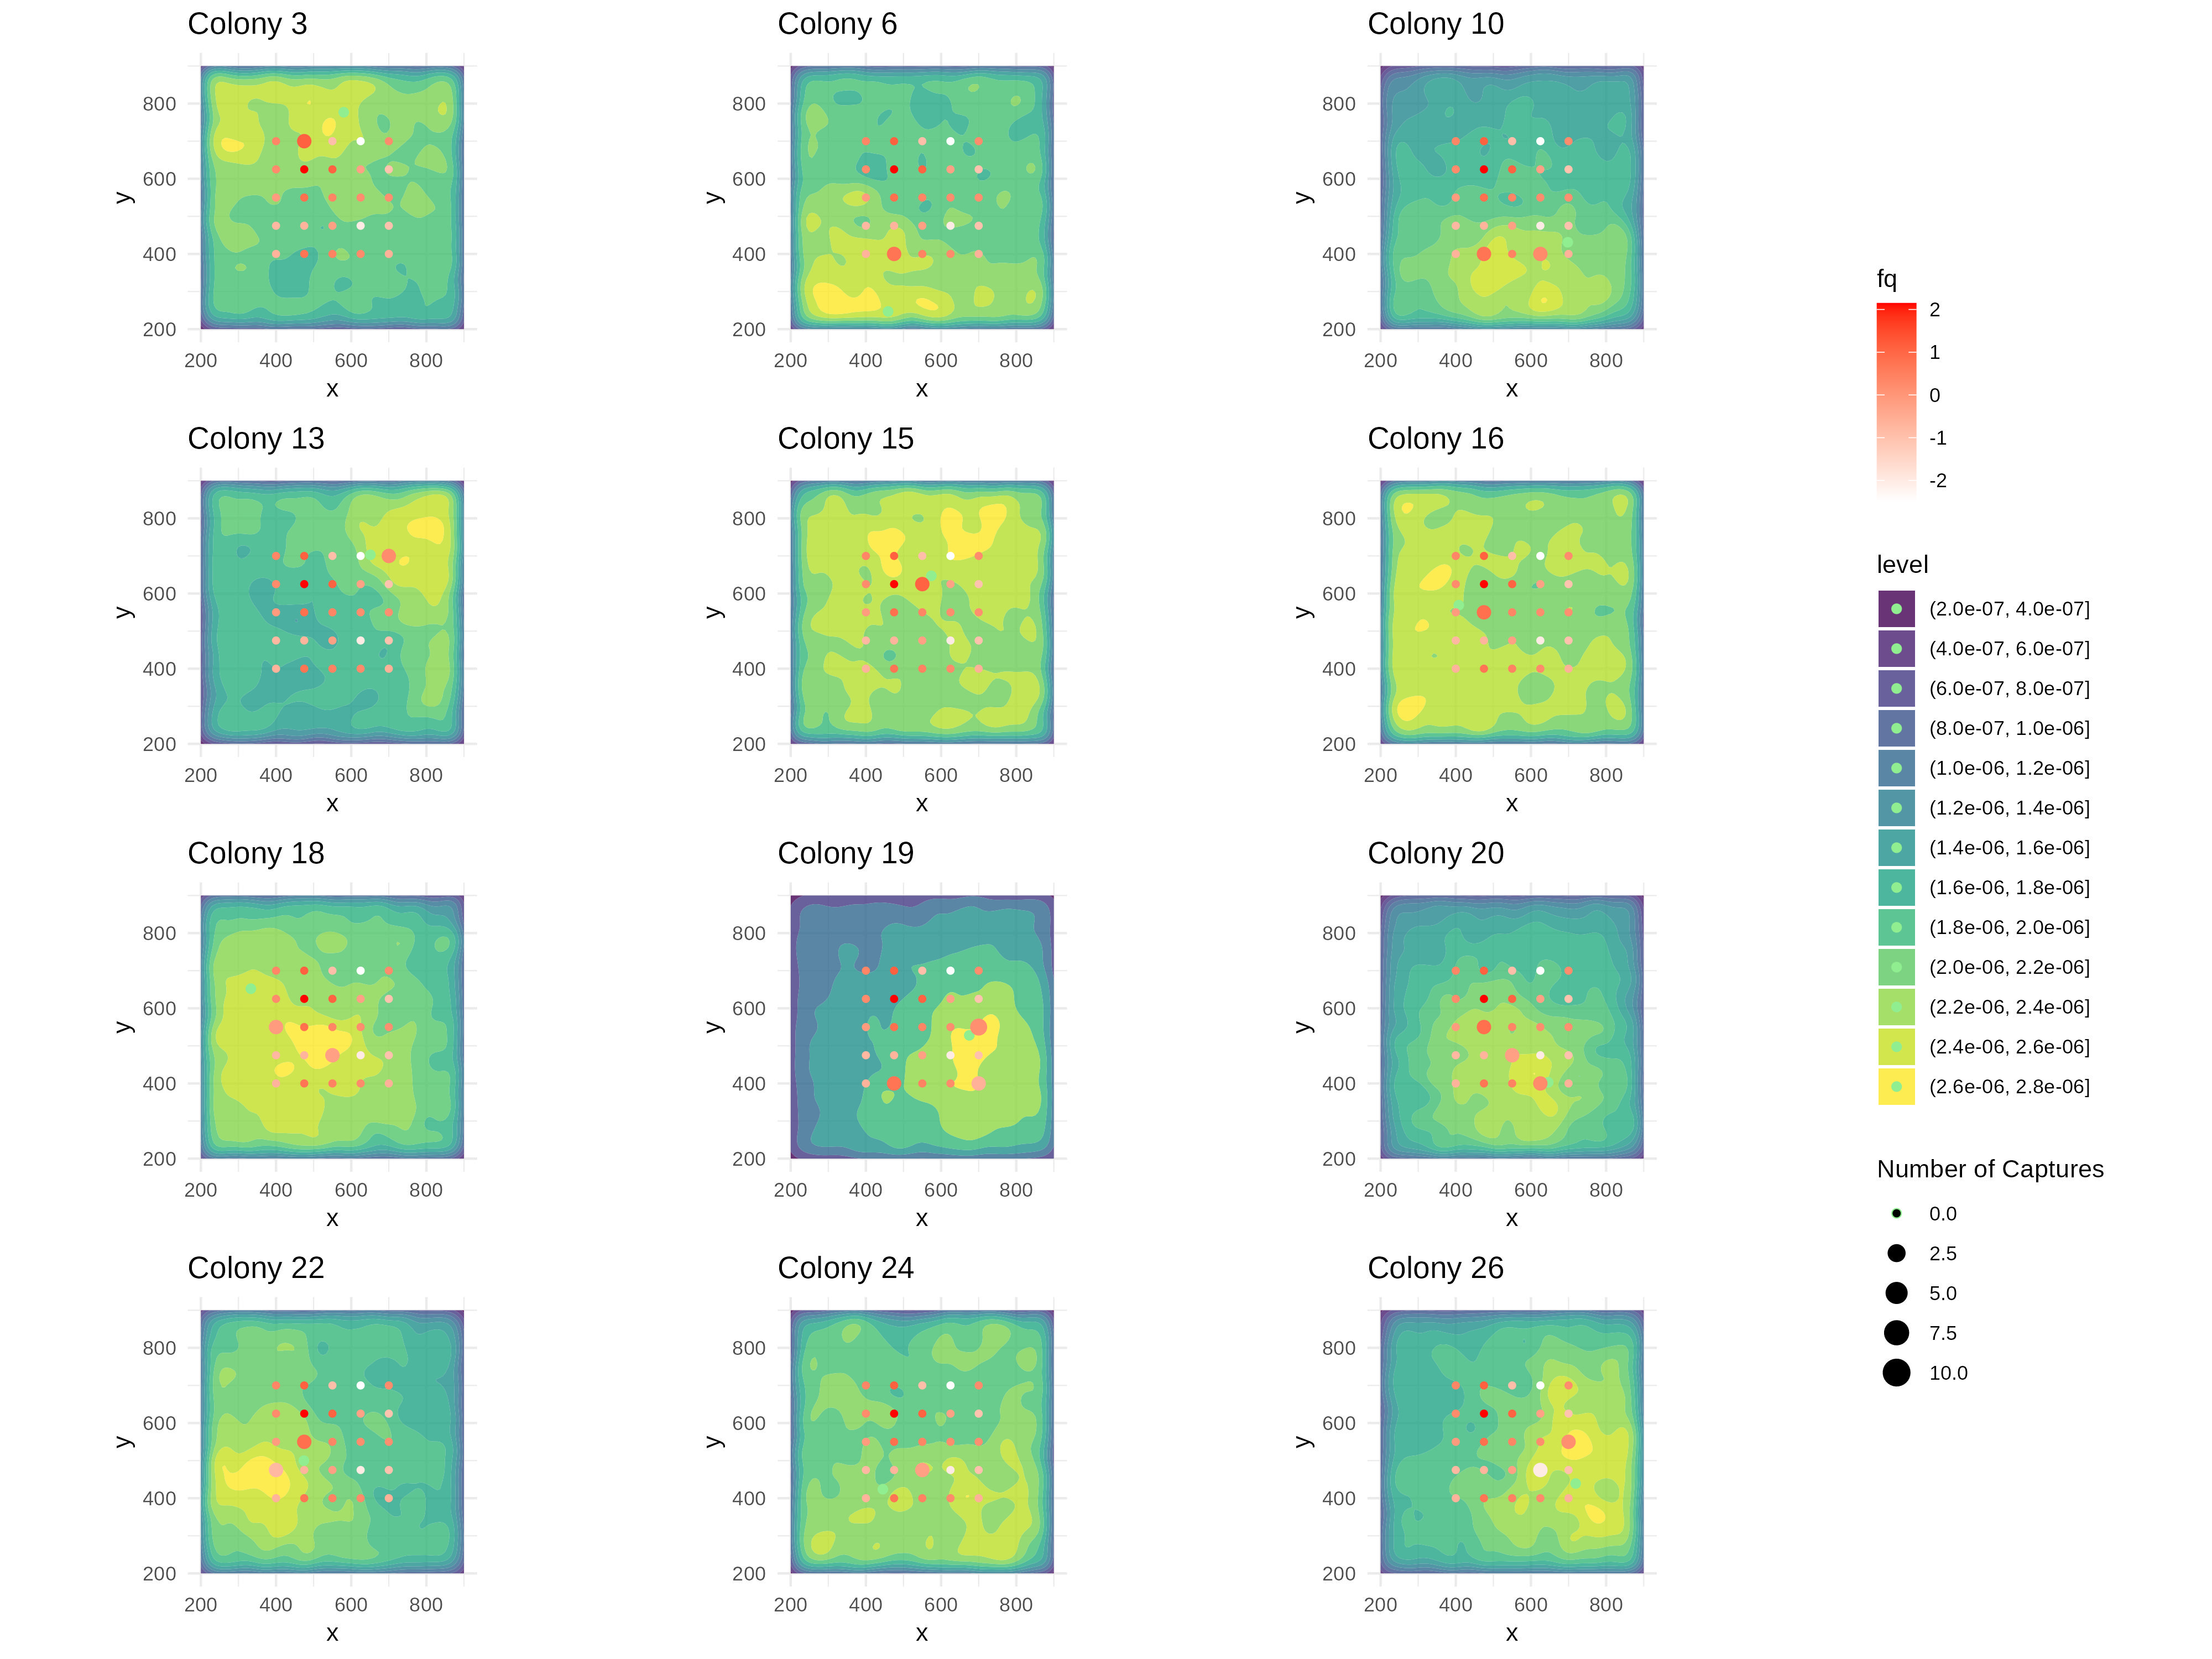 Colony 3
Colony 6
Colony 10
800
600
400
200
y
200 400 600 800
x
800
600
400
200
y
200 400 600 800
x
800
600
400
200
y
200 400 600 800
x
Colony 13
Colony 15
Colony 16
800
600
400
200
y
200 400 600 800
x
800
600
400
200
y
200 400 600 800
x
800
600
400
200
y
200 400 600 800
x
Colony 18
Colony 19
Colony 20
800
600
400
200
y
200 400 600 800
x
800
600
400
200
y
200 400 600 800
x
800
600
400
200
y
200 400 600 800
x
Colony 22
Colony 24
Colony 26
800
600
400
200
y
200 400 600 800
x
800
600
400
200
y
200 400 600 800
x
800
600
400
200
y
200 400 600 800
x
fq
2
1
0
-1
-2
level
(2.0e-07, 4.0e-07]
(4.0e-07, 6.0e-07]
(6.0e-07, 8.0e-07]
(8.0e-07, 1.0e-06]
(1.0e-06, 1.2e-06]
(1.2e-06, 1.4e-06]
(1.4e-06, 1.6e-06]
(1.6e-06, 1.8e-06]
(1.8e-06, 2.0e-06]
(2.0e-06, 2.2e-06]
(2.2e-06, 2.4e-06]
(2.4e-06, 2.6e-06]
(2.6e-06, 2.8e-06]
Number of Captures
0.0
2.5
5.0
7.5
10.0